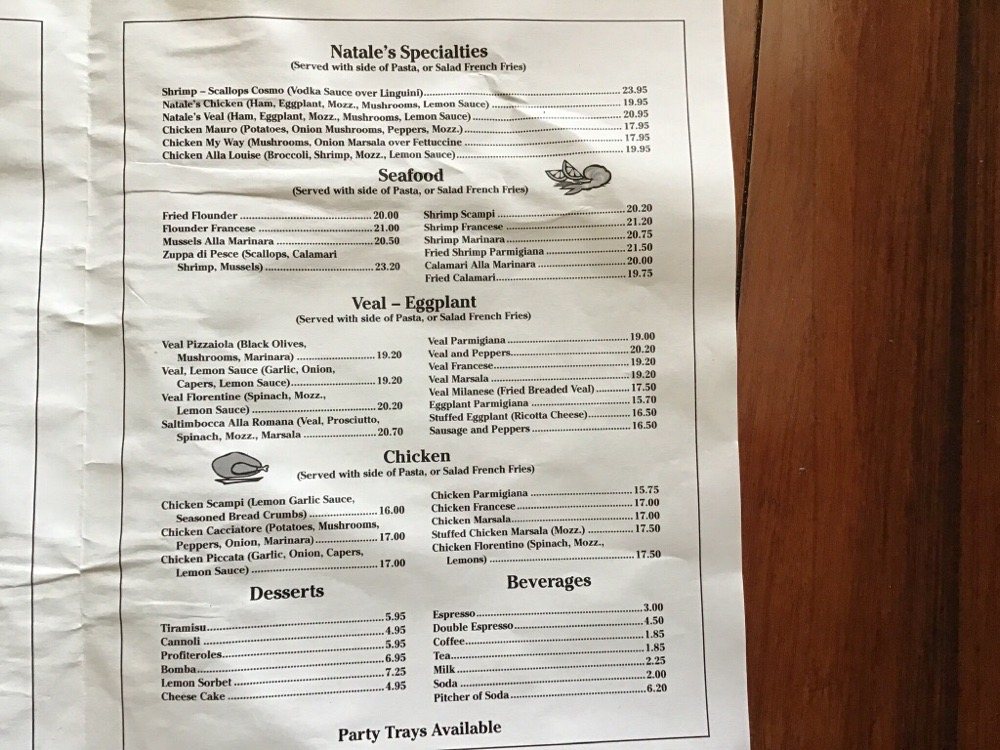 Natale's Specialties
(Served with side of Pasta, or Salad French Fries)
Shrimp – Scallops Cosmo (Vodka Sauce over Linguini)........ 23.95
Natale's Chicken (Ham, Eggplant, Mozz., Mushrooms, Lemon Sauce) ........ 19.95
Natale's Veal (Ham, Eggplant, Mozz., Mushrooms, Lemon Sauce)........ 20.95
Chicken Mauro (Potatoes, Onion Mushrooms, Peppers, Mozz.)........ 17.95
Chicken My Way (Mushrooms, Onion Marsala over Fettuccine ........ 17.95
Chicken Alla Louise (Broccoli, Shrimp, Mozz., Lemon Sauce)........ 19.95
Seafood
(Served with side of Pasta, or Salad French Fries)
Fried Flounder ........ 20.00
Flounder Francese ........ 21.00
Mussels Alla Marinara ........ 20.50
Zuppa di Pesce (Scallops, Calamari
Shrimp, Mussels)........ 23.20
Shrimp Scampi ........ 20.20
Shrimp Francese ........ 21.20
Shrimp Marinara........ 20.75
Fried Shrimp Parmigiana ........ 21.50
Calamari Alla Marinara ........ 20.00
Fried Calamari........ 19.75
Veal – Eggplant
(Served with side of Pasta, or Salad French Fries)
Veal Pizzaiola (Black Olives,
Mushrooms, Marinara) ........ 19.20
Veal, Lemon Sauce (Garlic, Onion,
Capers, Lemon Sauce)........ 19.20
Veal Florentine (Spinach, Mozz.,
Lemon Sauce) ........ 20.20
Saltimbocca Alla Romana (Veal, Prosciutto,
Spinach, Mozz., Marsala ........ 20.70
Veal Parmigiana ........ 19.00
Veal and Peppers........ 20.20
Veal Francese........ 19.20
Veal Marsala ........ 19.20
Veal Milanese (Fried Breaded Veal)........ 17.50
Eggplant Parmigiana ........ 15.70
Stuffed Eggplant (Ricotta Cheese)........ 16.50
Sausage and Peppers ........ 16.50
Chicken
(Served with side of Pasta, or Salad French Fries)
Chicken Scampi (Lemon Garlic Sauce,
Seasoned Bread Crumbs) ........ 16.00
Chicken Cacciatore (Potatoes, Mushrooms,
Peppers, Onion, Marinara)........ 17.00
Chicken Piccata (Garlic, Onion, Capers,
Lemon Sauce) ........ 17.00
Chicken Parmigiana ........ 15.75
Chicken Francese........ 17.00
Chicken Marsala........ 17.00
Stuffed Chicken Marsala (Mozz.) ........ 17.50
Chicken Florentino (Spinach, Mozz.,
Lemons) ........ 17.50
Desserts
Tiramisu........ 5.95
Cannoli ........ 4.95
Profiteroles........ 5.95
Bomba........ 6.95
Lemon Sorbet ........ 7.25
Cheese Cake ........ 4.95
Beverages
Espresso........ 3.00
Double Espresso........ 4.50
Coffee........ 1.85
Tea........ 1.85
Milk ........ 2.25
Soda ........ 2.00
Pitcher of Soda........ 6.20
Party Trays Available